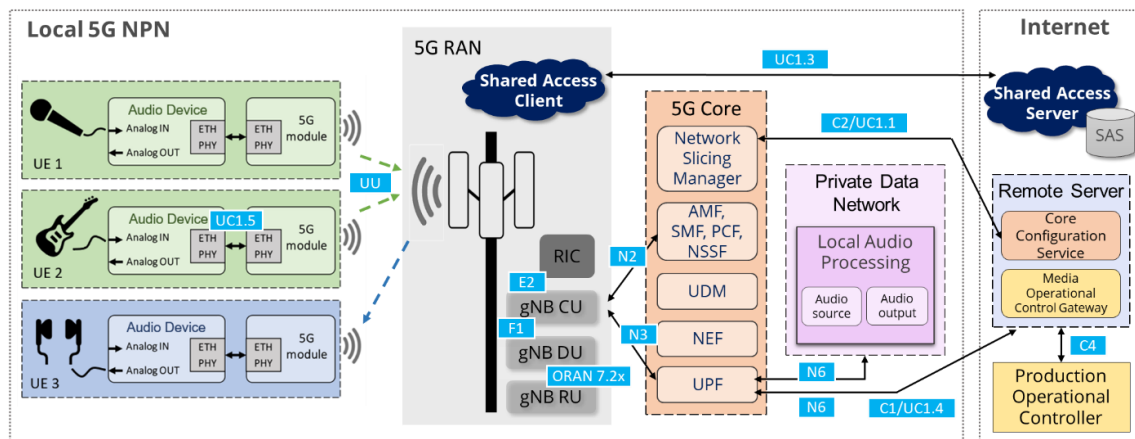 Local 5G NPN
Internet
5G RAN
Shared Access
Client
UC1.3
Shared Access
Server
SAS
Audio Device
Analog IN
Analog OUT
ETH
PHY
ETH
PHY
5G
module
UE 1
UU
Audio Device
UC1.5
Analog IN
Analog OUT
ETH
PHY
ETH
PHY
5G
module
UE 2
Audio Device
Analog IN
Analog OUT
ETH
PHY
ETH
PHY
5G
module
UE 3
RIC
E2
gNB CU
F1
gNB DU
ORAN 7.2x
gNB RU
N2
N3
5G Core
Network
Slicing
Manager
AMF,
SMF, PCF,
NSSF
UDM
NEF
UPF
C2/UC1.1
Private Data
Network
Local Audio
Processing
Audio
source
Audio
output
N6
N6
C1/UC1.4
Remote Server
Core
Configuration
Service
Media
Operational
Control Gateway
C4
Production
Operational
Controller